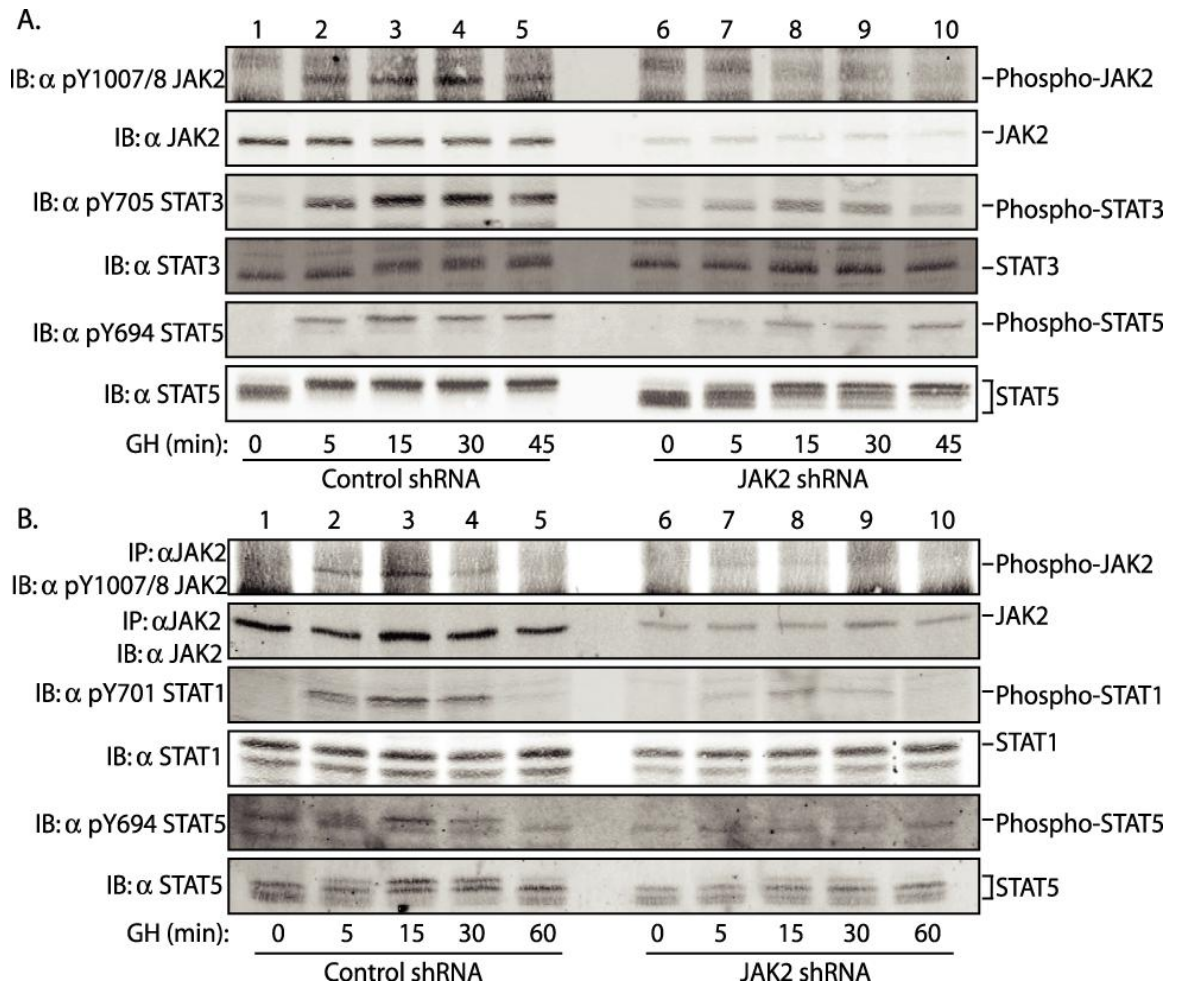 A.
1 2 3 4 5 6 7 8 9 10
IB: α pY1007/8 JAK2 –Phospho-JAK2
IB: α JAK2 –JAK2
IB: α pY705 STAT3 –Phospho-STAT3
IB: α STAT3 –STAT3
IB: α pY694 STAT5 –Phospho-STAT5
IB: α STAT5 STAT5
GH (min): 0 5 15 30 45 0 5 15 30 45
Control shRNA JAK2 shRNA
B.
1 2 3 4 5 6 7 8 9 10
IP: αJAK2
IB: α pY1007/8 JAK2 –Phospho-JAK2
IP: αJAK2 –JAK2
IB: α JAK2
IB: α pY701 STAT1 –Phospho-STAT1
IB: α STAT1 –STAT1
IB: α pY694 STAT5 –Phospho-STAT5
IB: α STAT5 STAT5
GH (min): 0 5 15 30 60 0 5 15 30 60
Control shRNA JAK2 shRNA